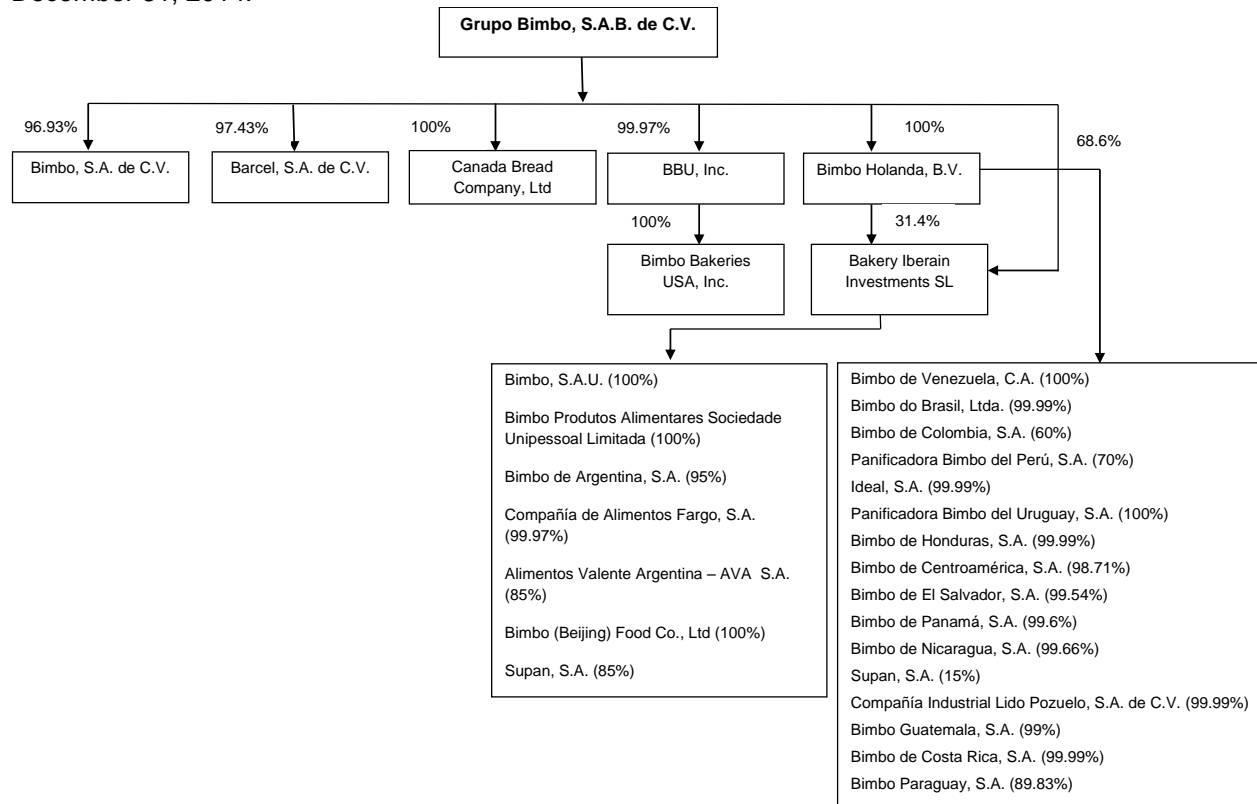 Grupo Bimbo, S.A.B. de C.V.
96.93%
97.43%
100%
99.97%
100%
68.6%
Bimbo, S.A. de C.V.
Barcel, S.A. de C.V.
Canada Bread
Company, Ltd
BBU, Inc.
Bimbo Holanda, B.V.
100%
31.4%
Bimbo Bakeries
USA, Inc.
Bakery Iberain
Investments SL
Bimbo, S.A.U. (100%)
Bimbo Produtos Alimentares Sociedade
Unipessoal Limitada (100%)
Bimbo de Argentina, S.A. (95%)
Compañía de Alimentos Fargo, S.A.
(99.97%)
Alimentos Valente Argentina – AVA S.A.
(85%)
Bimbo (Beijing) Food Co., Ltd (100%)
Supan, S.A. (85%)
Bimbo de Venezuela, C.A. (100%)
Bimbo do Brasil, Ltda. (99.99%)
Bimbo de Colombia, S.A. (60%)
Panificadora Bimbo del Perú, S.A. (70%)
Ideal, S.A. (99.99%)
Panificadora Bimbo del Uruguay, S.A. (100%)
Bimbo de Honduras, S.A. (99.99%)
Bimbo de Centroamérica, S.A. (98.71%)
Bimbo de El Salvador, S.A. (99.54%)
Bimbo de Panamá, S.A. (99.6%)
Bimbo de Nicaragua, S.A. (99.66%)
Supan, S.A. (15%)
Compañía Industrial Lido Pozuelo, S.A. de C.V. (99.99%)
Bimbo Guatemala, S.A. (99%)
Bimbo de Costa Rica, S.A. (99.99%)
Bimbo Paraguay, S.A. (89.83%)